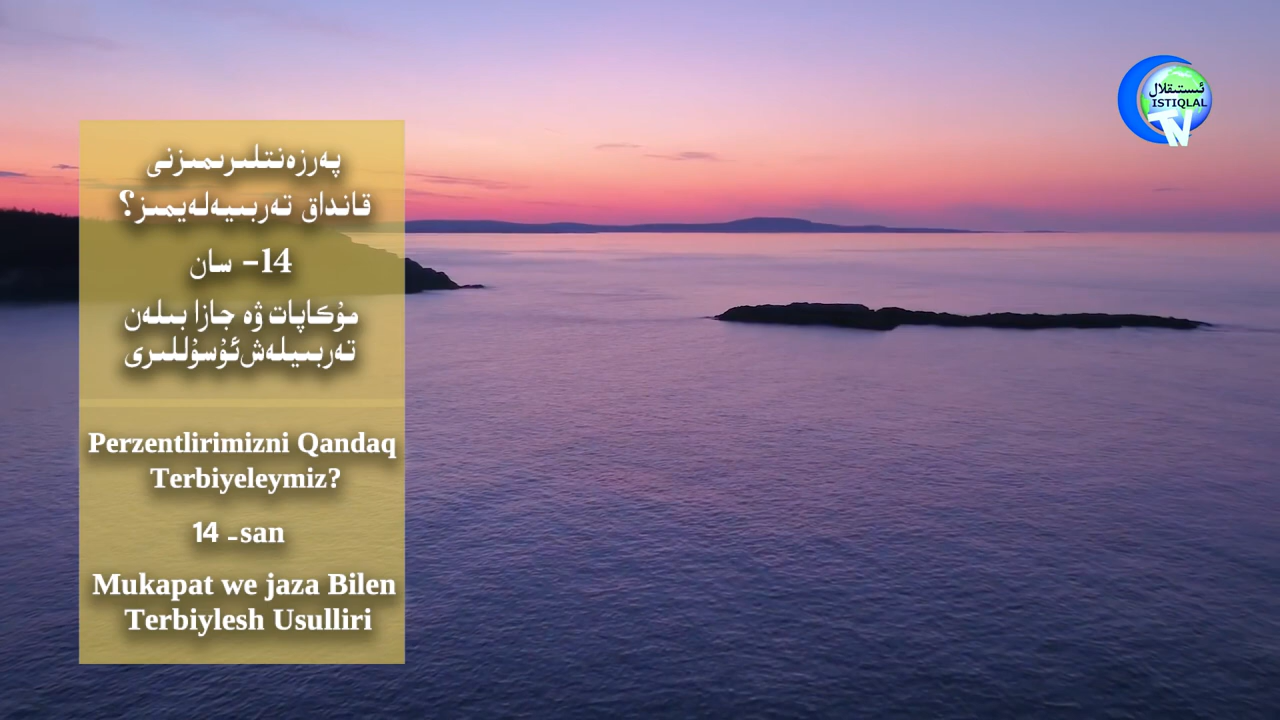 پەرزەنتلىرىمىزنى
قانداق تەربىيەلەيمىز؟
14- سان
مۇكاپات ۋە جازا بىلەن
تەربىيلەش ئۇسۇللىرى
Perzentlirimizni Qandaq
Terbiyeleymiz?
14 -san
Mukapat we jaza Bilen
Terbiylesh Usulliri
ئىستىقلال
ISTIQLAL
TV